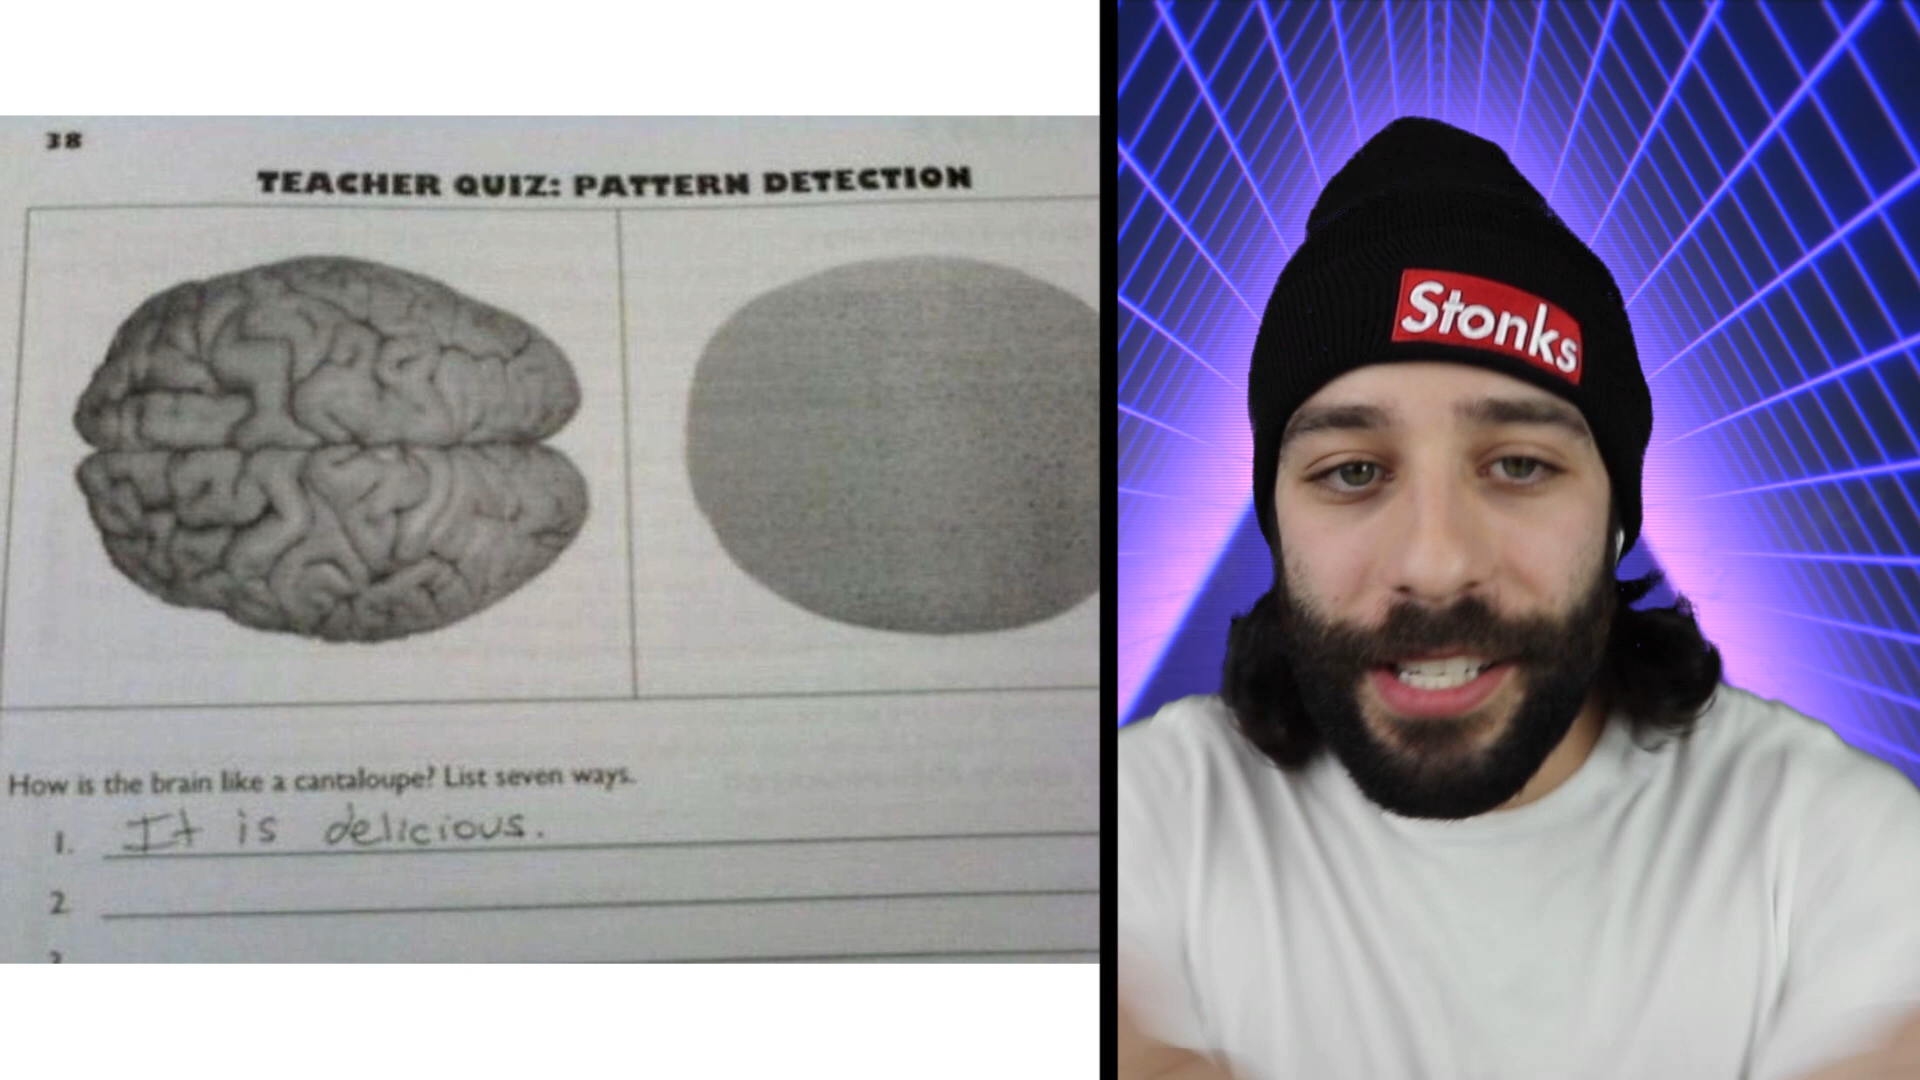 38
TEACHER QUIZ: PATTERN DETECTION
How is the brain like a cantaloupe? List seven ways.
1. It is delicious.
2
Stonks